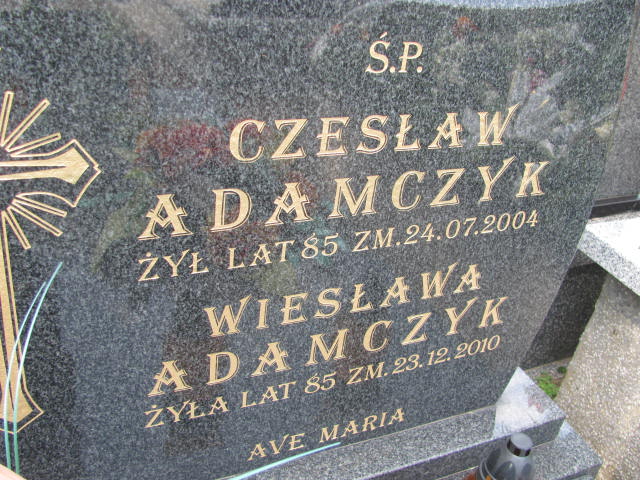 Ś.P.
CZESŁAW
ADAMCZYK
ŻYŁ LAT 85 ZM.24.07.2004
WIESŁAWA
ADAMCZYK
ŻYŁA LAT 85 ZM.23.12.2010
AVE MARIA